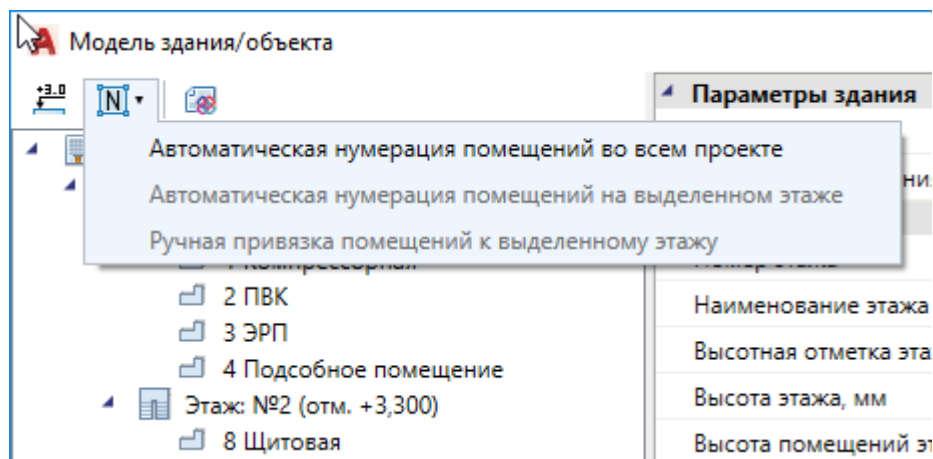 Модель здания/объекта
+3.0 N
Параметры здания
Автоматическая нумерация помещений во всем проекте
Автоматическая нумерация помещений на выделенном этаже
Ручная привязка помещений к выделенному этажу
2 ПВК
3 ЭРП
4 Подсобное помещение
Этаж: №2 (отм. +3,300)
8 Щитовая
Наименование этажа
Высотная отметка эта
Высота этажа, мм
Высота помещений эт